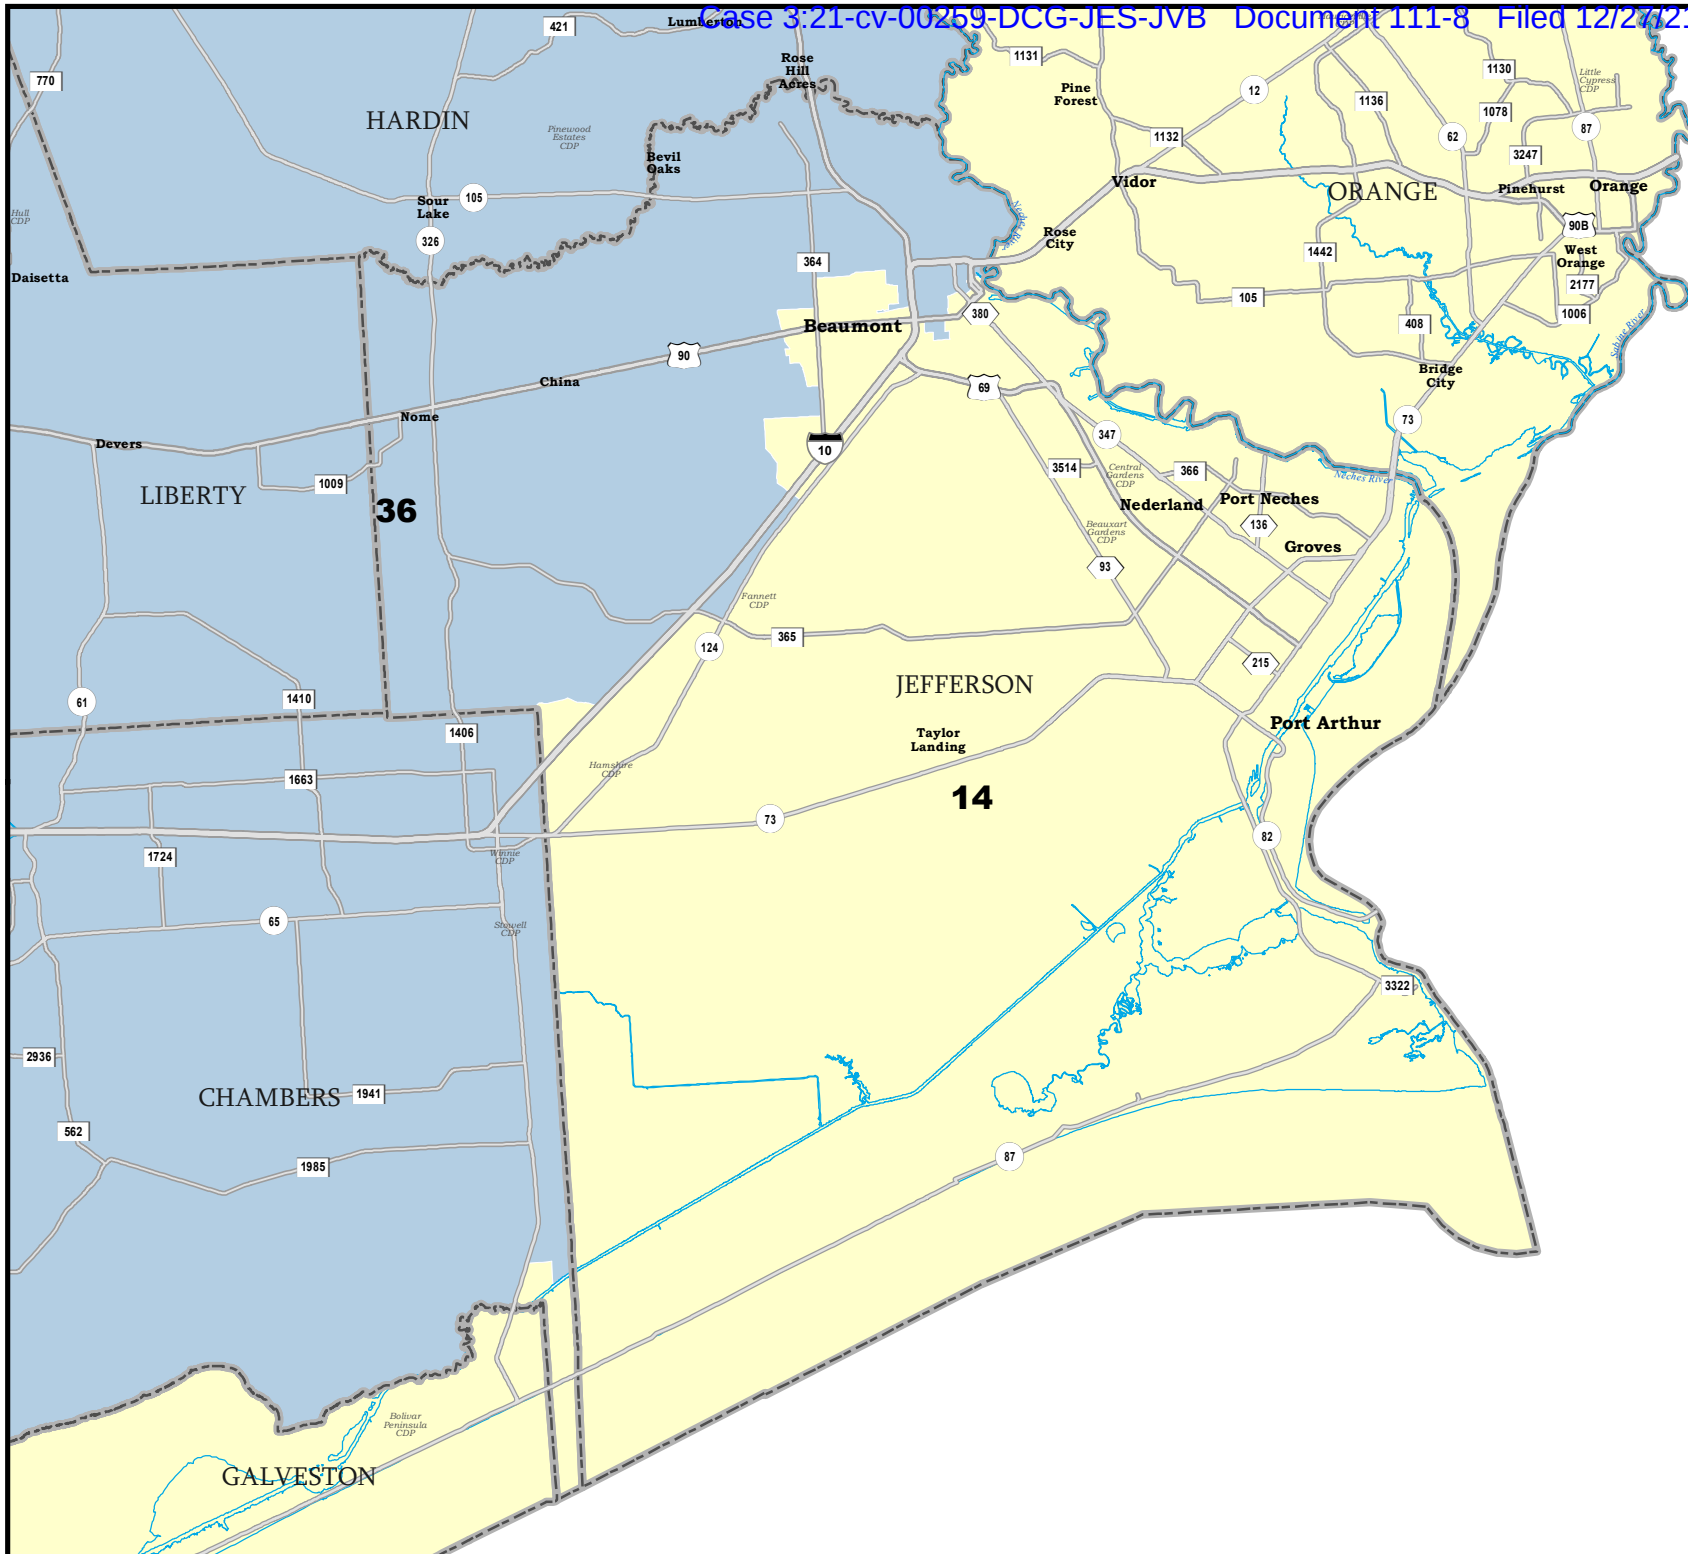 Case 3:21-cv-00259-DCG-JES-JVB Document 111-8 Filed 12/27/21
Lumberton
421
1131
770
Rose
Hill
Acres
Pine
Forest
12
1130
Little
Cypress
CDP
1136
1078
HARDIN
Pinewood
Estates
CDP
1132
62
87
Bevil
Oaks
3247
Vidor
ORANGE
Pinehurst
Orange
105
Sour
Lake
Hull
CDP
Neches River
90B
326
Rose
City
1442
West
Orange
364
Daisetta
2177
105
380
1006
408
Beaumont
Sabine River
90
Bridge
City
China
69
Nome
73
Devers
347
10
3514
Central
Gardens
CDP
366
Neches River
1009
LIBERTY
36
Nederland
Port Neches
136
Beauxart
Gardens
CDP
Groves
93
Fannett
CDP
365
124
215
JEFFERSON
61
1410
Port Arthur
1406
Taylor
Landing
Hamshire
CDP
1663
14
73
82
1724
Winnie
CDP
65
Stowell
CDP
3322
2936
CHAMBERS
1941
562
87
1985
Bolivar
Peninsula
CDP
GALVESTON